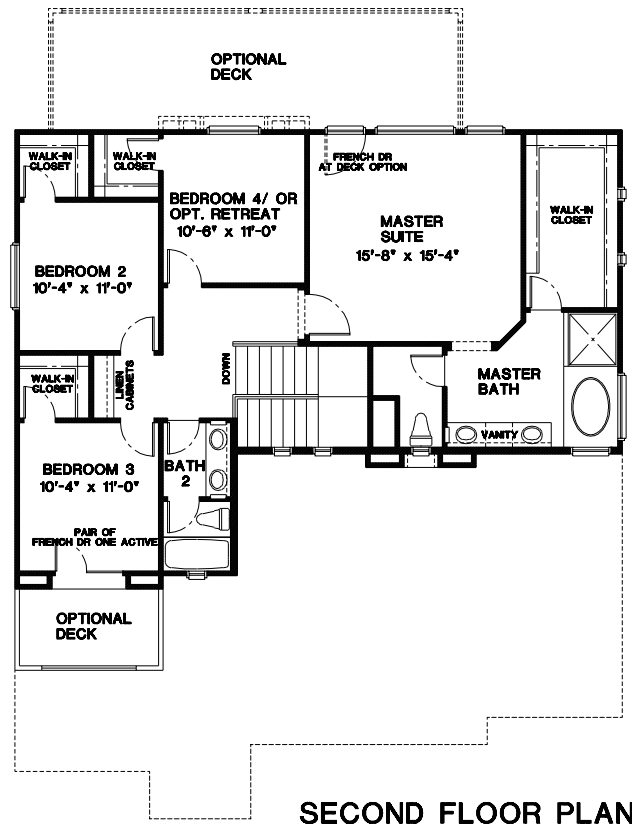 OPTIONAL
DECK
WALK-IN
CLOSET
WALK-IN
CLOSET
FRENCH DR
AT DECK OPTION
BEDROOM 4/ OR
OPT. RETREAT
10'-6" x 11'-0"
MASTER
SUITE
15'-8" x 15'-4"
WALK-IN
CLOSET
BEDROOM 2
10'-4" x 11'-0"
WALK-IN
CLOSET
LINEN
CABINETS
DOWN
MASTER
BATH
VANITY
BEDROOM 3
10'-4" x 11'-0"
BATH
2
PAIR OF
FRENCH DR ONE ACTIVE
OPTIONAL
DECK
SECOND FLOOR PLAN